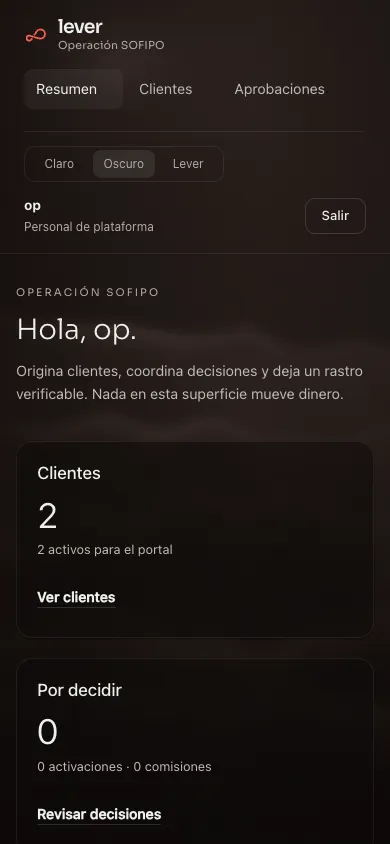 lever
Operación SOFIPO
Resumen
Clientes
Aprobaciones
Claro
Oscuro
Lever
op
Personal de plataforma
Salir
OPERACIÓN SOFIPO
Hola, op.
Origina clientes, coordina decisiones y deja un rastro
verificable. Nada en esta superficie mueve dinero.
Clientes
2
2 activos para el portal
Ver clientes
Por decidir
0
0 activaciones · 0 comisiones
Revisar decisiones